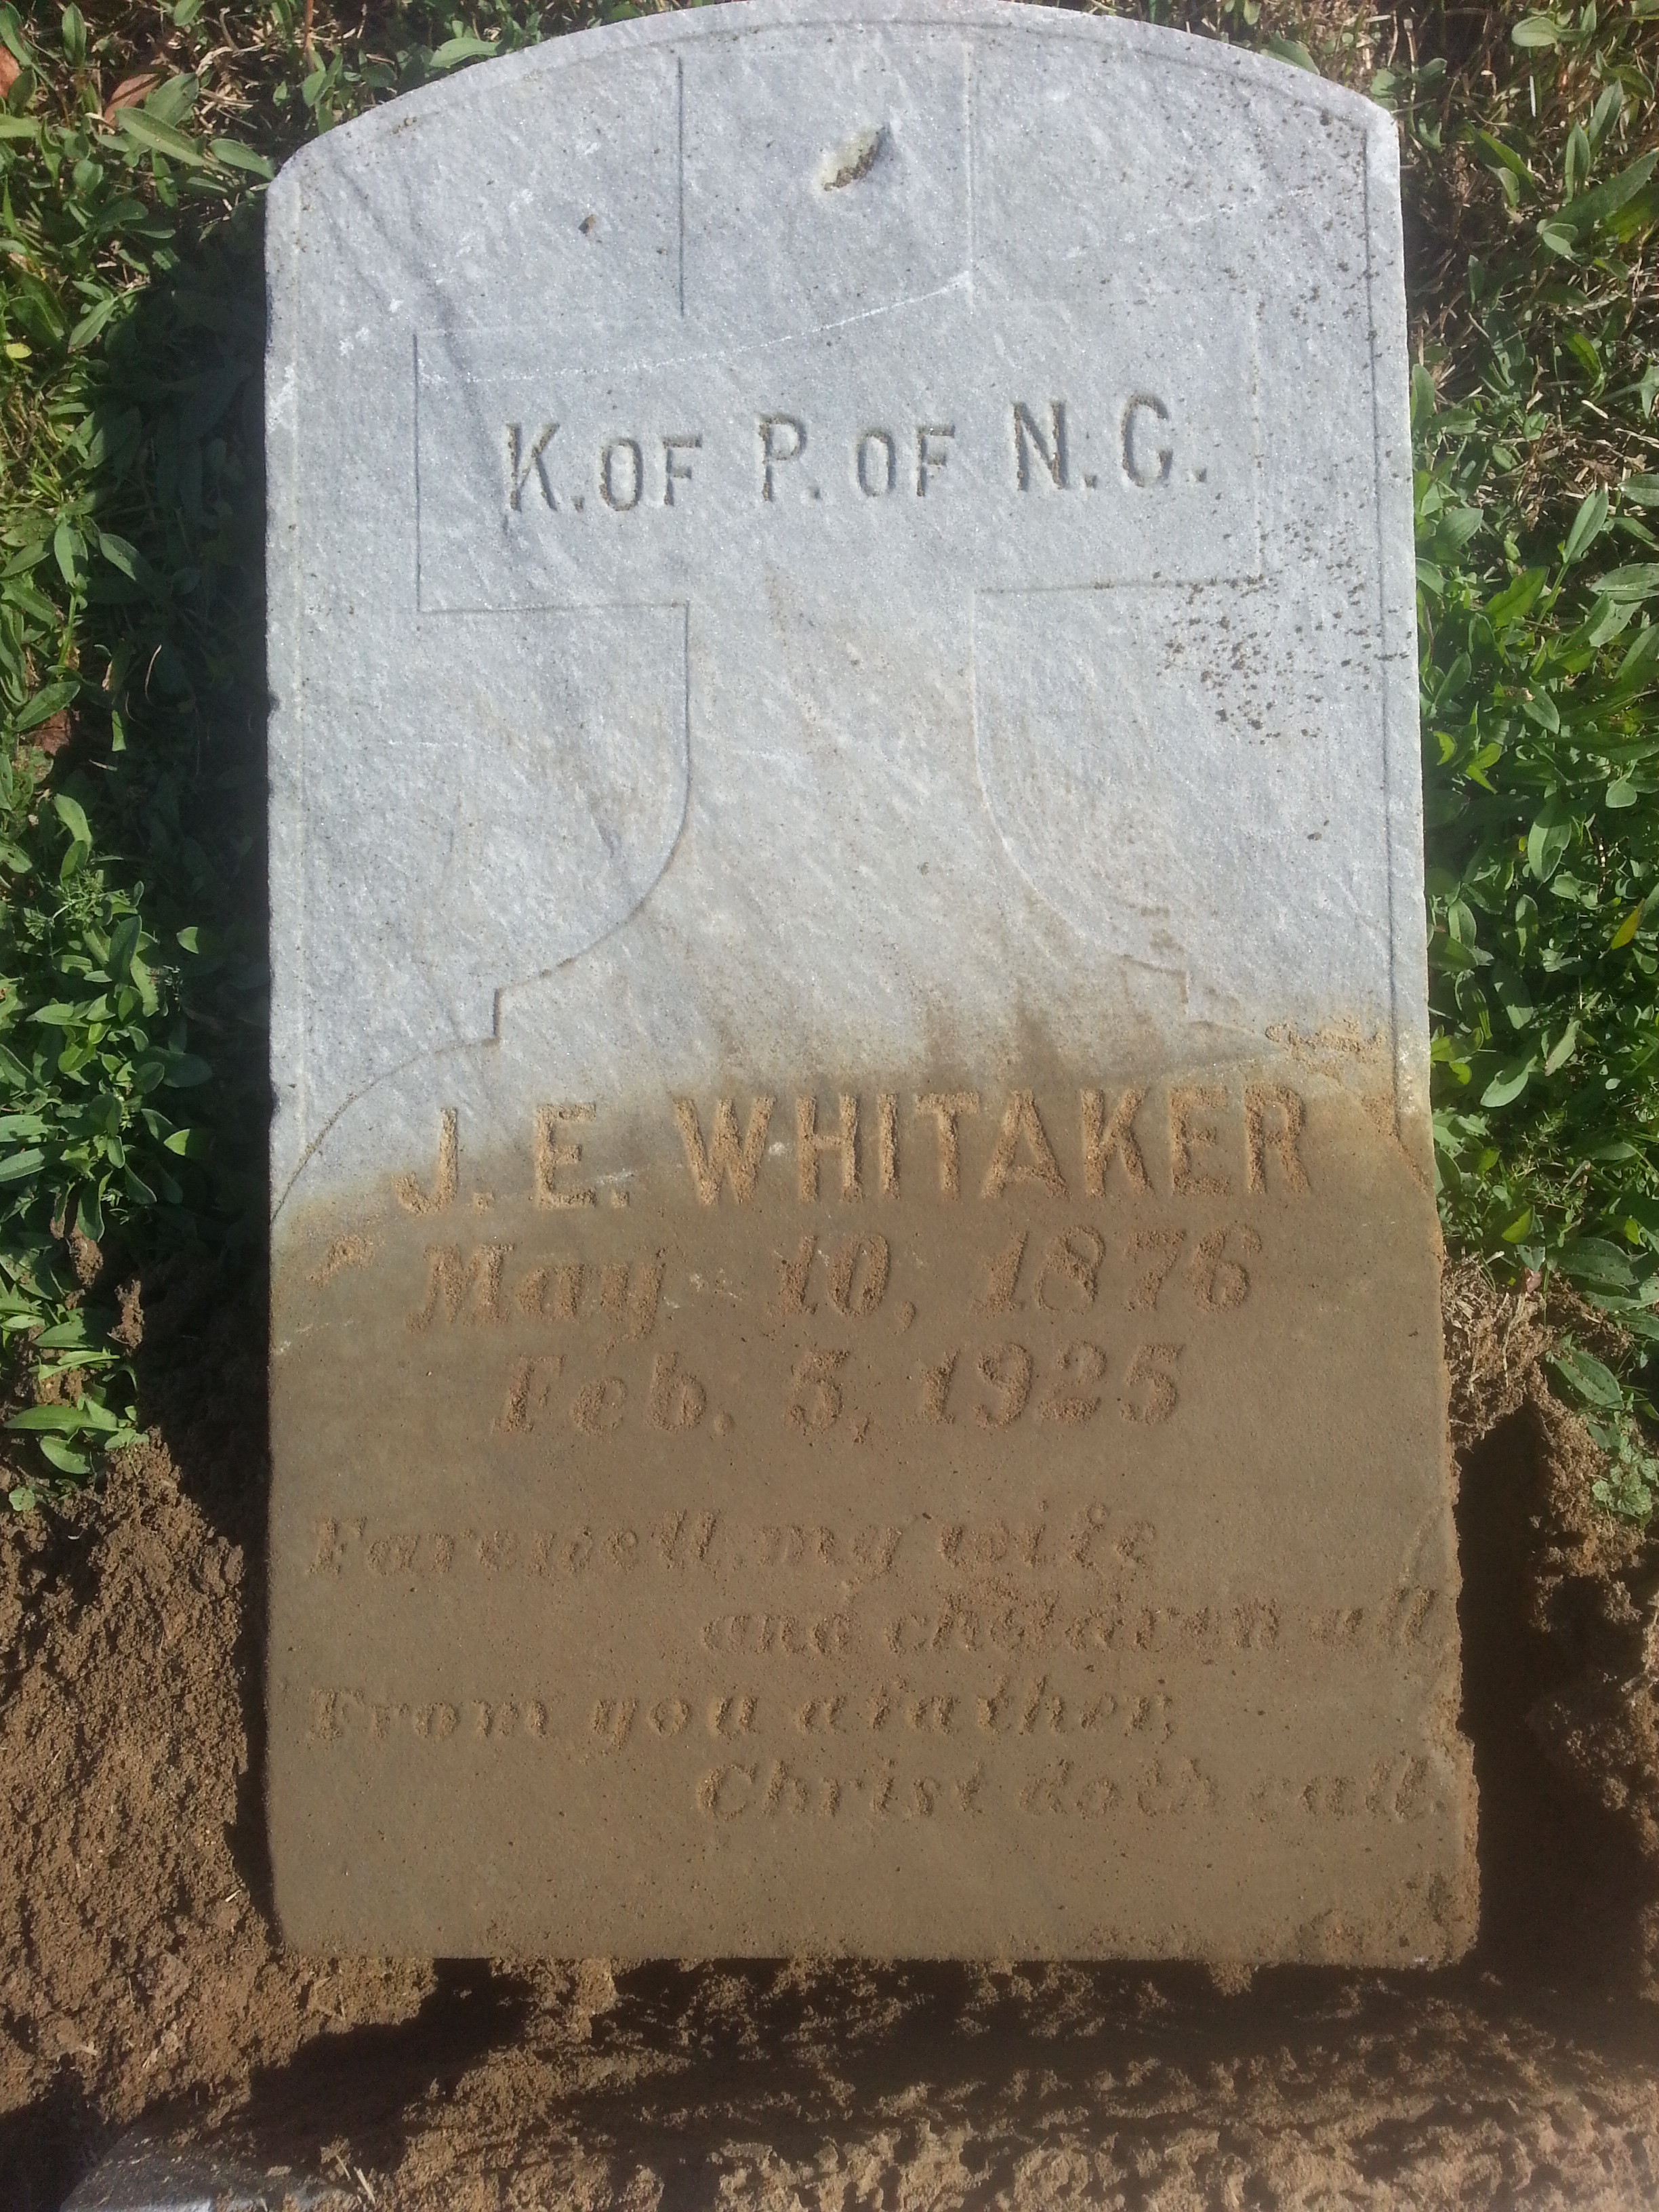 K. OF P. OF N.C.
J. E. WHITAKER
May 10, 1876
Feb. 5, 1925
Farewell, my wife
and children all
From you a father,
Christ doth call.